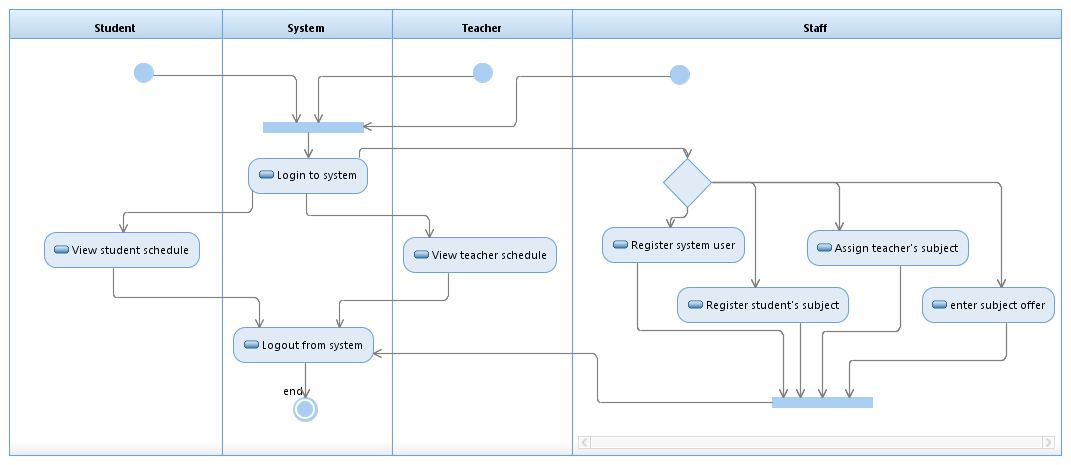 Student
System
Teacher
Staff
Login to system
View student schedule
View teacher schedule
Register system user
Assign teacher's subject
Register student's subject
enter subject offer
Logout from system
end